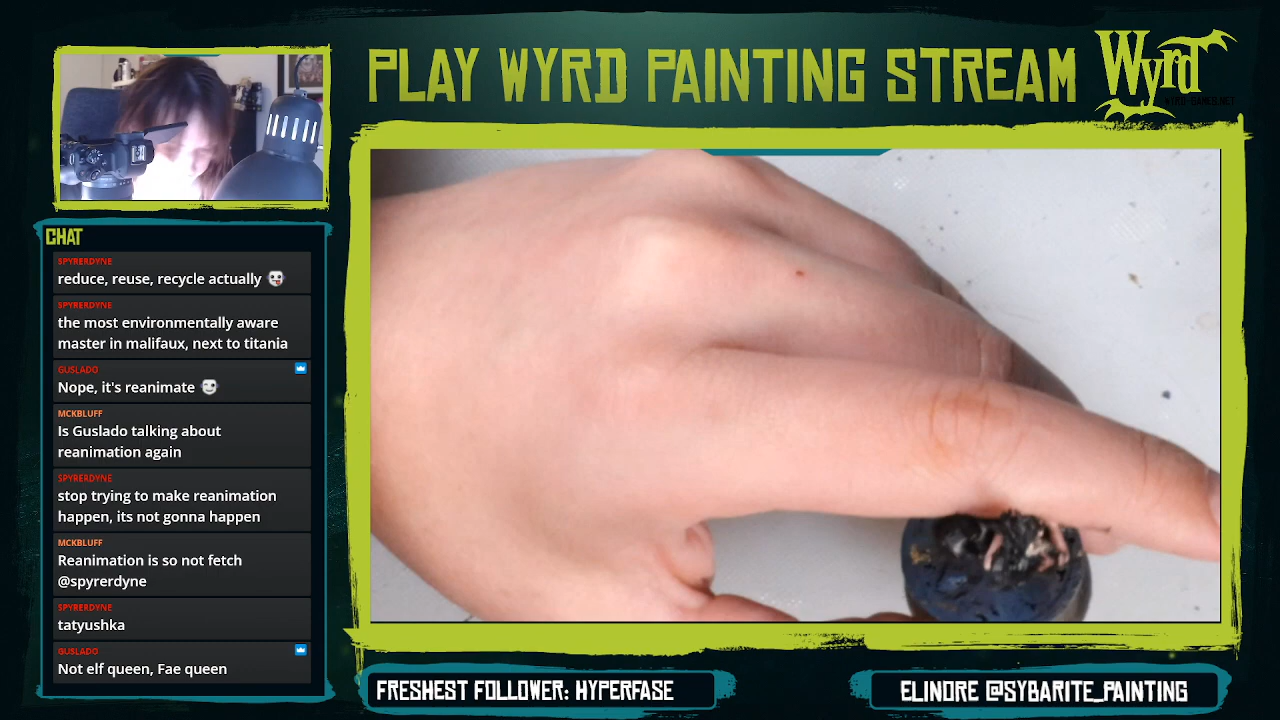 PLAY WYRD PAINTING STREAM
Wyrd
WYRD-GAMES.NET
CHAT
SPYRERDYNE
reduce, reuse, recycle actually
SPYRERDYNE
the most environmentally aware
master in malifaux, next to titania
GUSLADO
Nope, it's reanimate
MCKBLUFF
Is Guslado talking about
reanimation again
SPYRERDYNE
stop trying to make reanimation
happen, its not gonna happen
MCKBLUFF
Reanimation is so not fetch
@spyrerdyne
SPYRERDYNE
tatyushka
GUSLADO
Not elf queen, Fae queen
FRESHEST FOLLOWER: HYPERFASE
ELINORE @SYBARITE_PAINTING